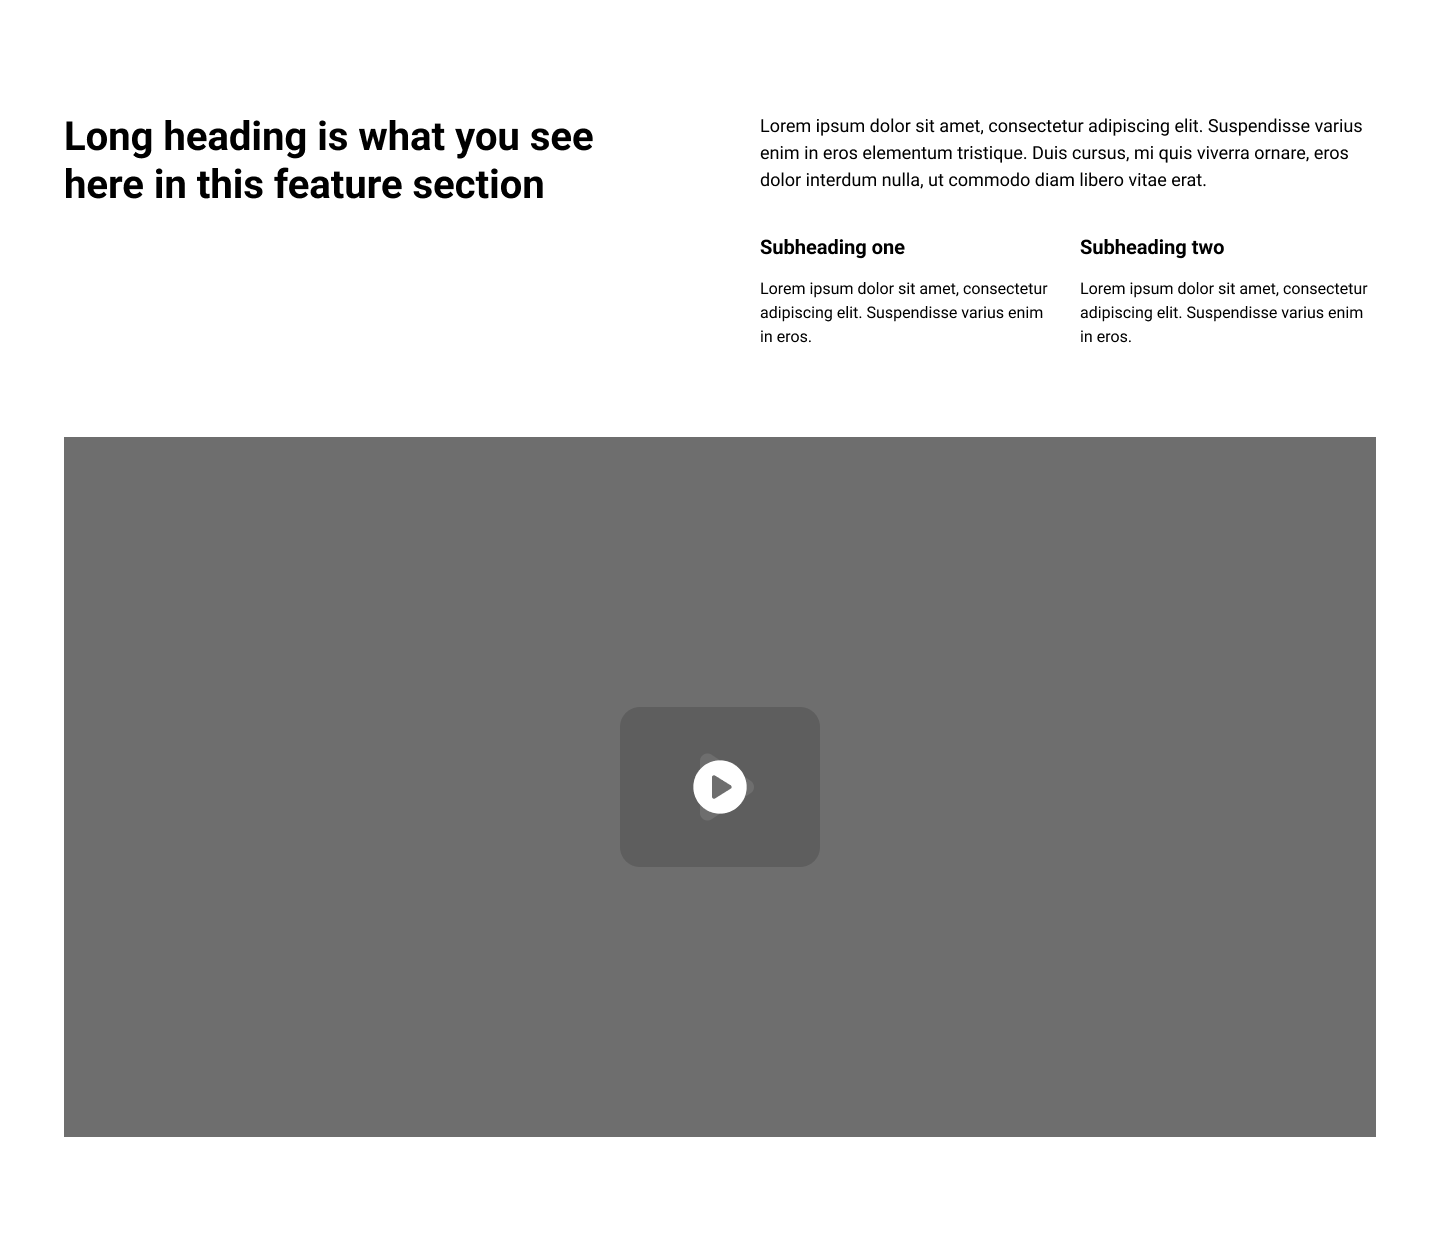 Long heading is what you see
here in this feature section
Lorem ipsum dolor sit amet, consectetur adipiscing elit. Suspendisse varius
enim in eros elementum tristique. Duis cursus, mi quis viverra ornare, eros
dolor interdum nulla, ut commodo diam libero vitae erat.
Subheading one
Lorem ipsum dolor sit amet, consectetur
adipiscing elit. Suspendisse varius enim
in eros.
Subheading two
Lorem ipsum dolor sit amet, consectetur
adipiscing elit. Suspendisse varius enim
in eros.